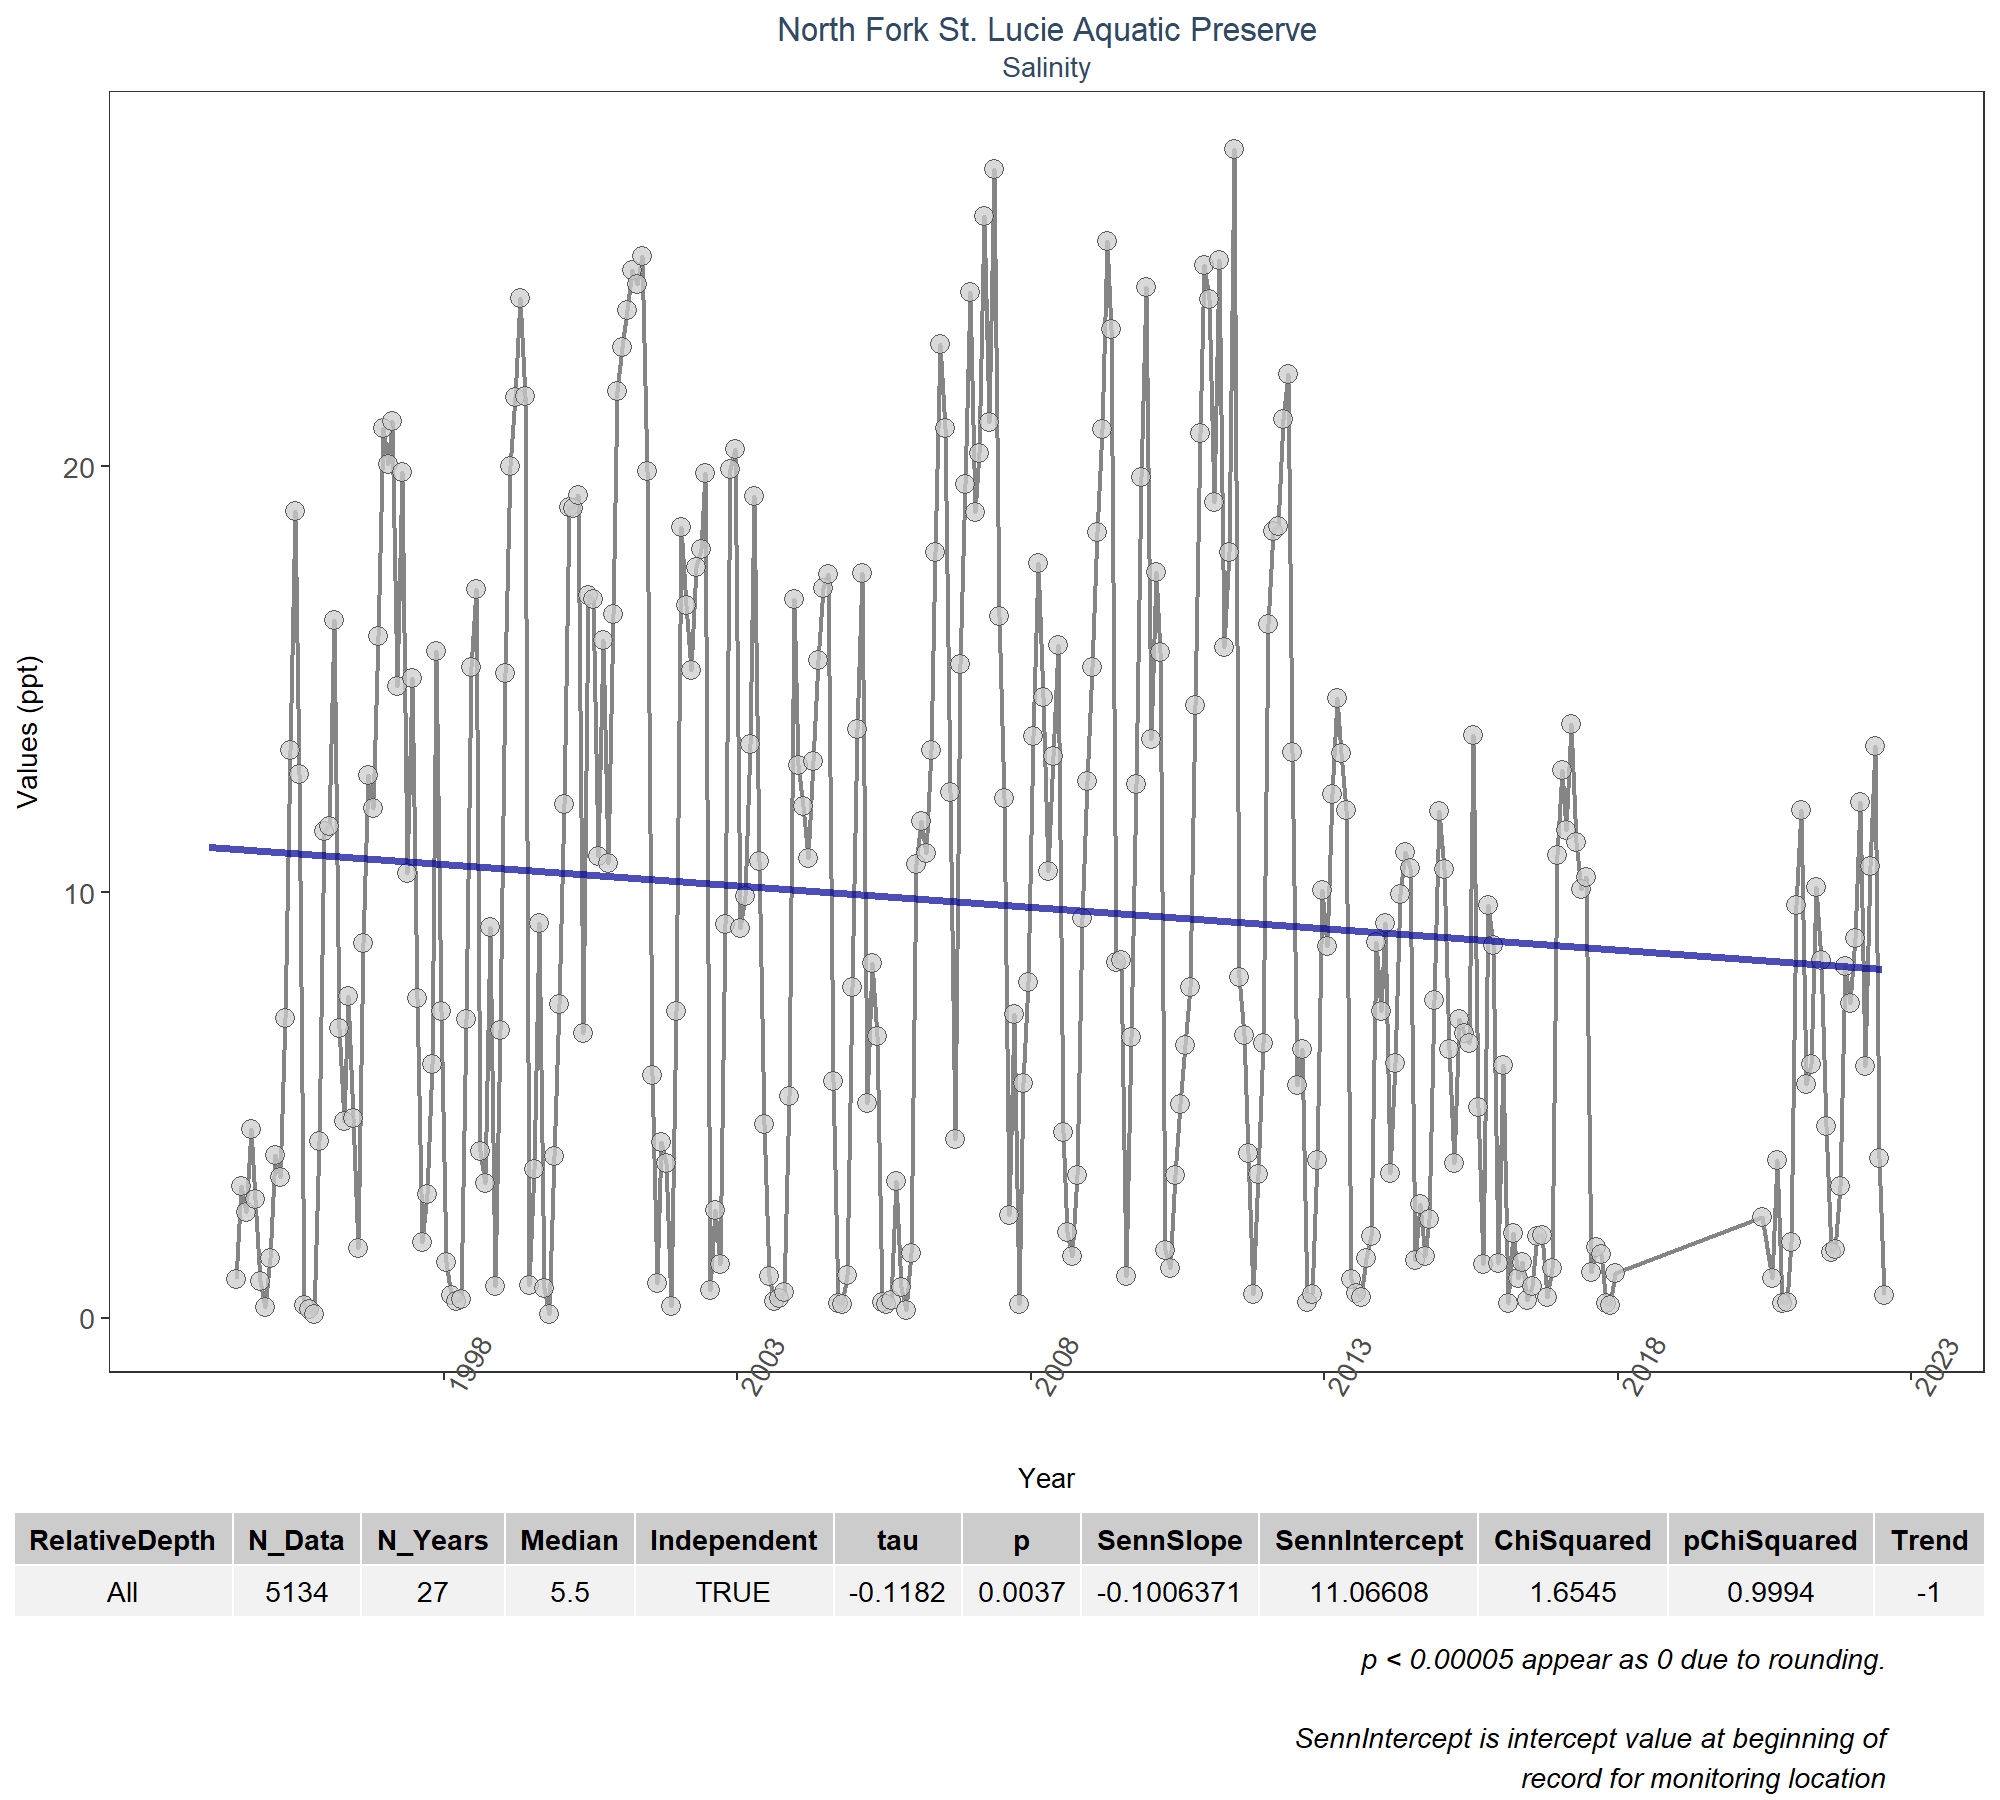 North Fork St. Lucie Aquatic Preserve
Salinity
Values (ppt)
20
10
0
1998
2003
2008
2013
2018
2023
Year
RelativeDepth N_Data N_Years Median Independent tau p SennSlope SennIntercept ChiSquared pChiSquared Trend
All 5134 27 5.5 TRUE -0.1182 0.0037 -0.1006371 11.06608 1.6545 0.9994 -1
p < 0.00005 appear as 0 due to rounding.
SennIntercept is intercept value at beginning of
record for monitoring location